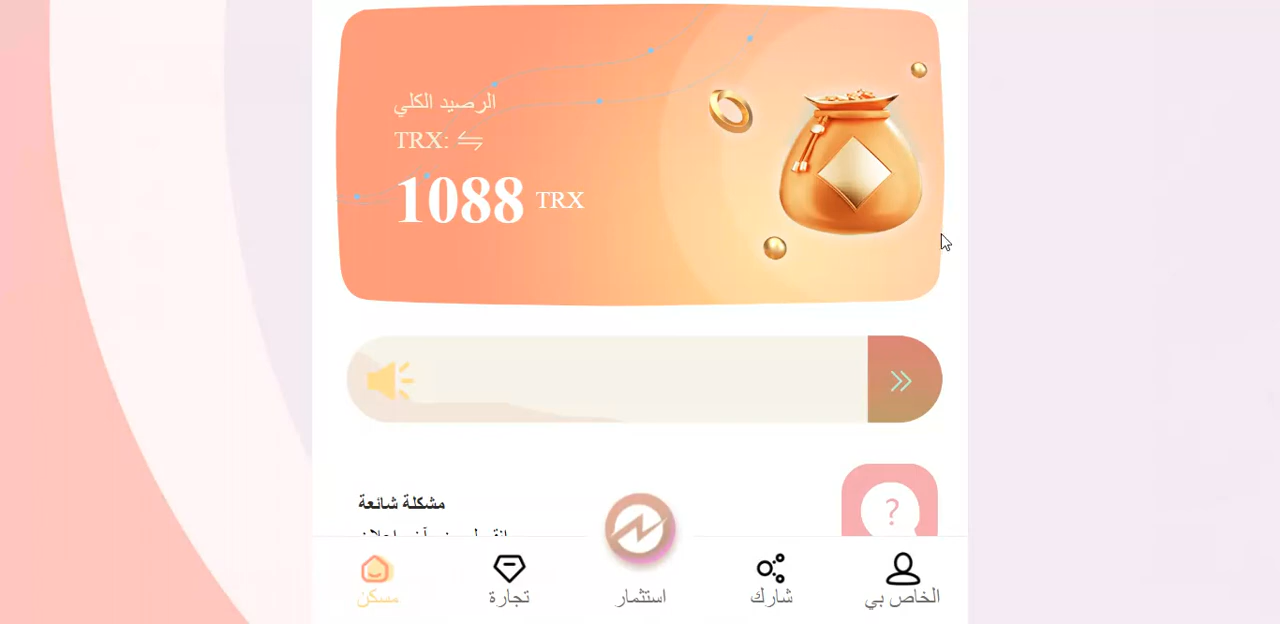 الرصيد الكلي
TRX:
1088 TRX
مشكلة شائعة
?
مسكن
تجارة
استثمار
شارك
الخاص بي